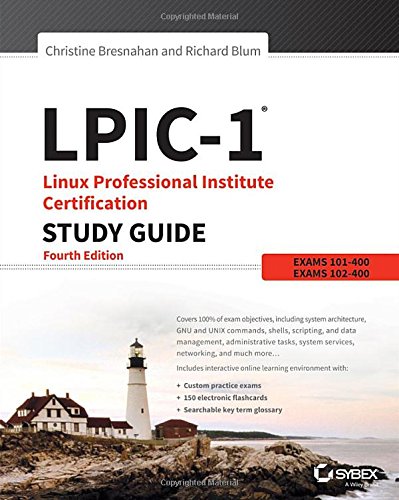 Copyrighted Material
Christine Bresnahan and Richard Blum
LPIC-1®
Linux Professional Institute
Certification
STUDY GUIDE
Fourth Edition
EXAMS 101-400
EXAMS 102-400
Covers 100% of exam objectives, including system architecture,
GNU and UNIX commands, shells, scripting, and data
management, administrative tasks, system services,
networking, and much more...
Includes interactive online learning environment with:
+ Custom practice exams
+ 150 electronic flashcards
+ Searchable key term glossary
SYBEX
A Wiley Brand
Copyrighted Material